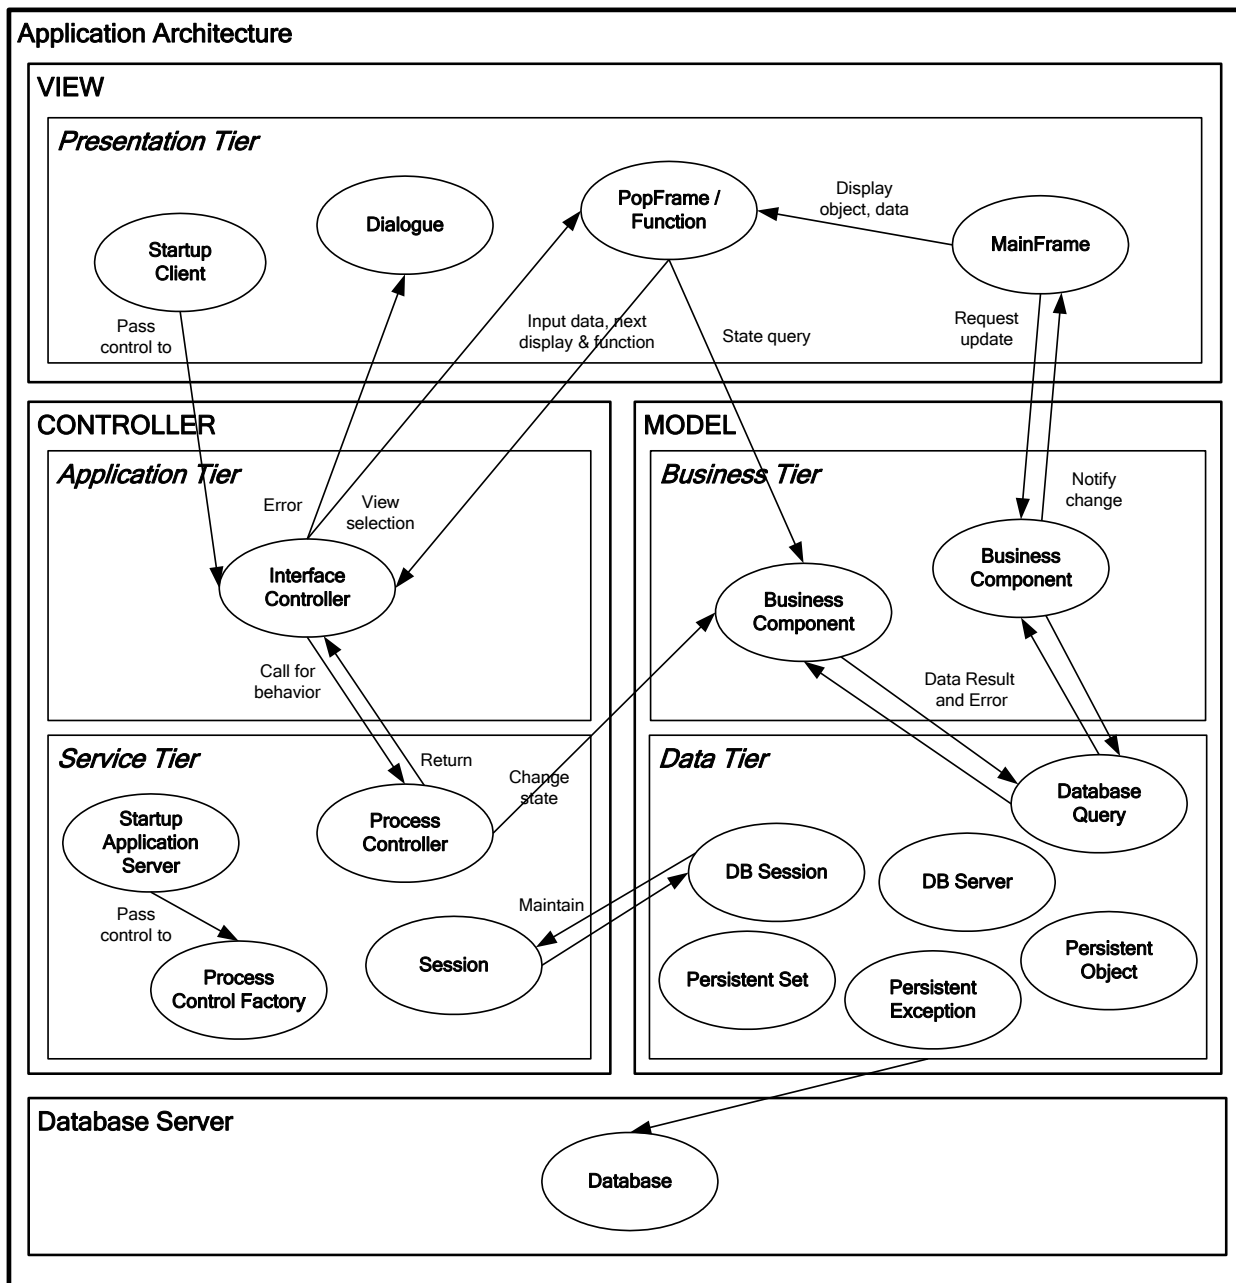 Application Architecture
VIEW
Presentation Tier
Startup
Client
Dialogue
PopFrame /
Function
Display
object, data
MainFrame
Pass
control to
Input data, next
display & function
State query
Request
update
CONTROLLER
Application Tier
Error
View
selection
Interface
Controller
Call for
behavior
Service Tier
Return
Startup
Application
Server
Process
Controller
Change
state
Pass
control to
Process
Control Factory
Session
Maintain
MODEL
Business Tier
Notify
change
Business
Component
Business
Component
Data Result
and Error
Data Tier
Database
Query
DB Session
DB Server
Persistent Set
Persistent
Exception
Persistent
Object
Database Server
Database